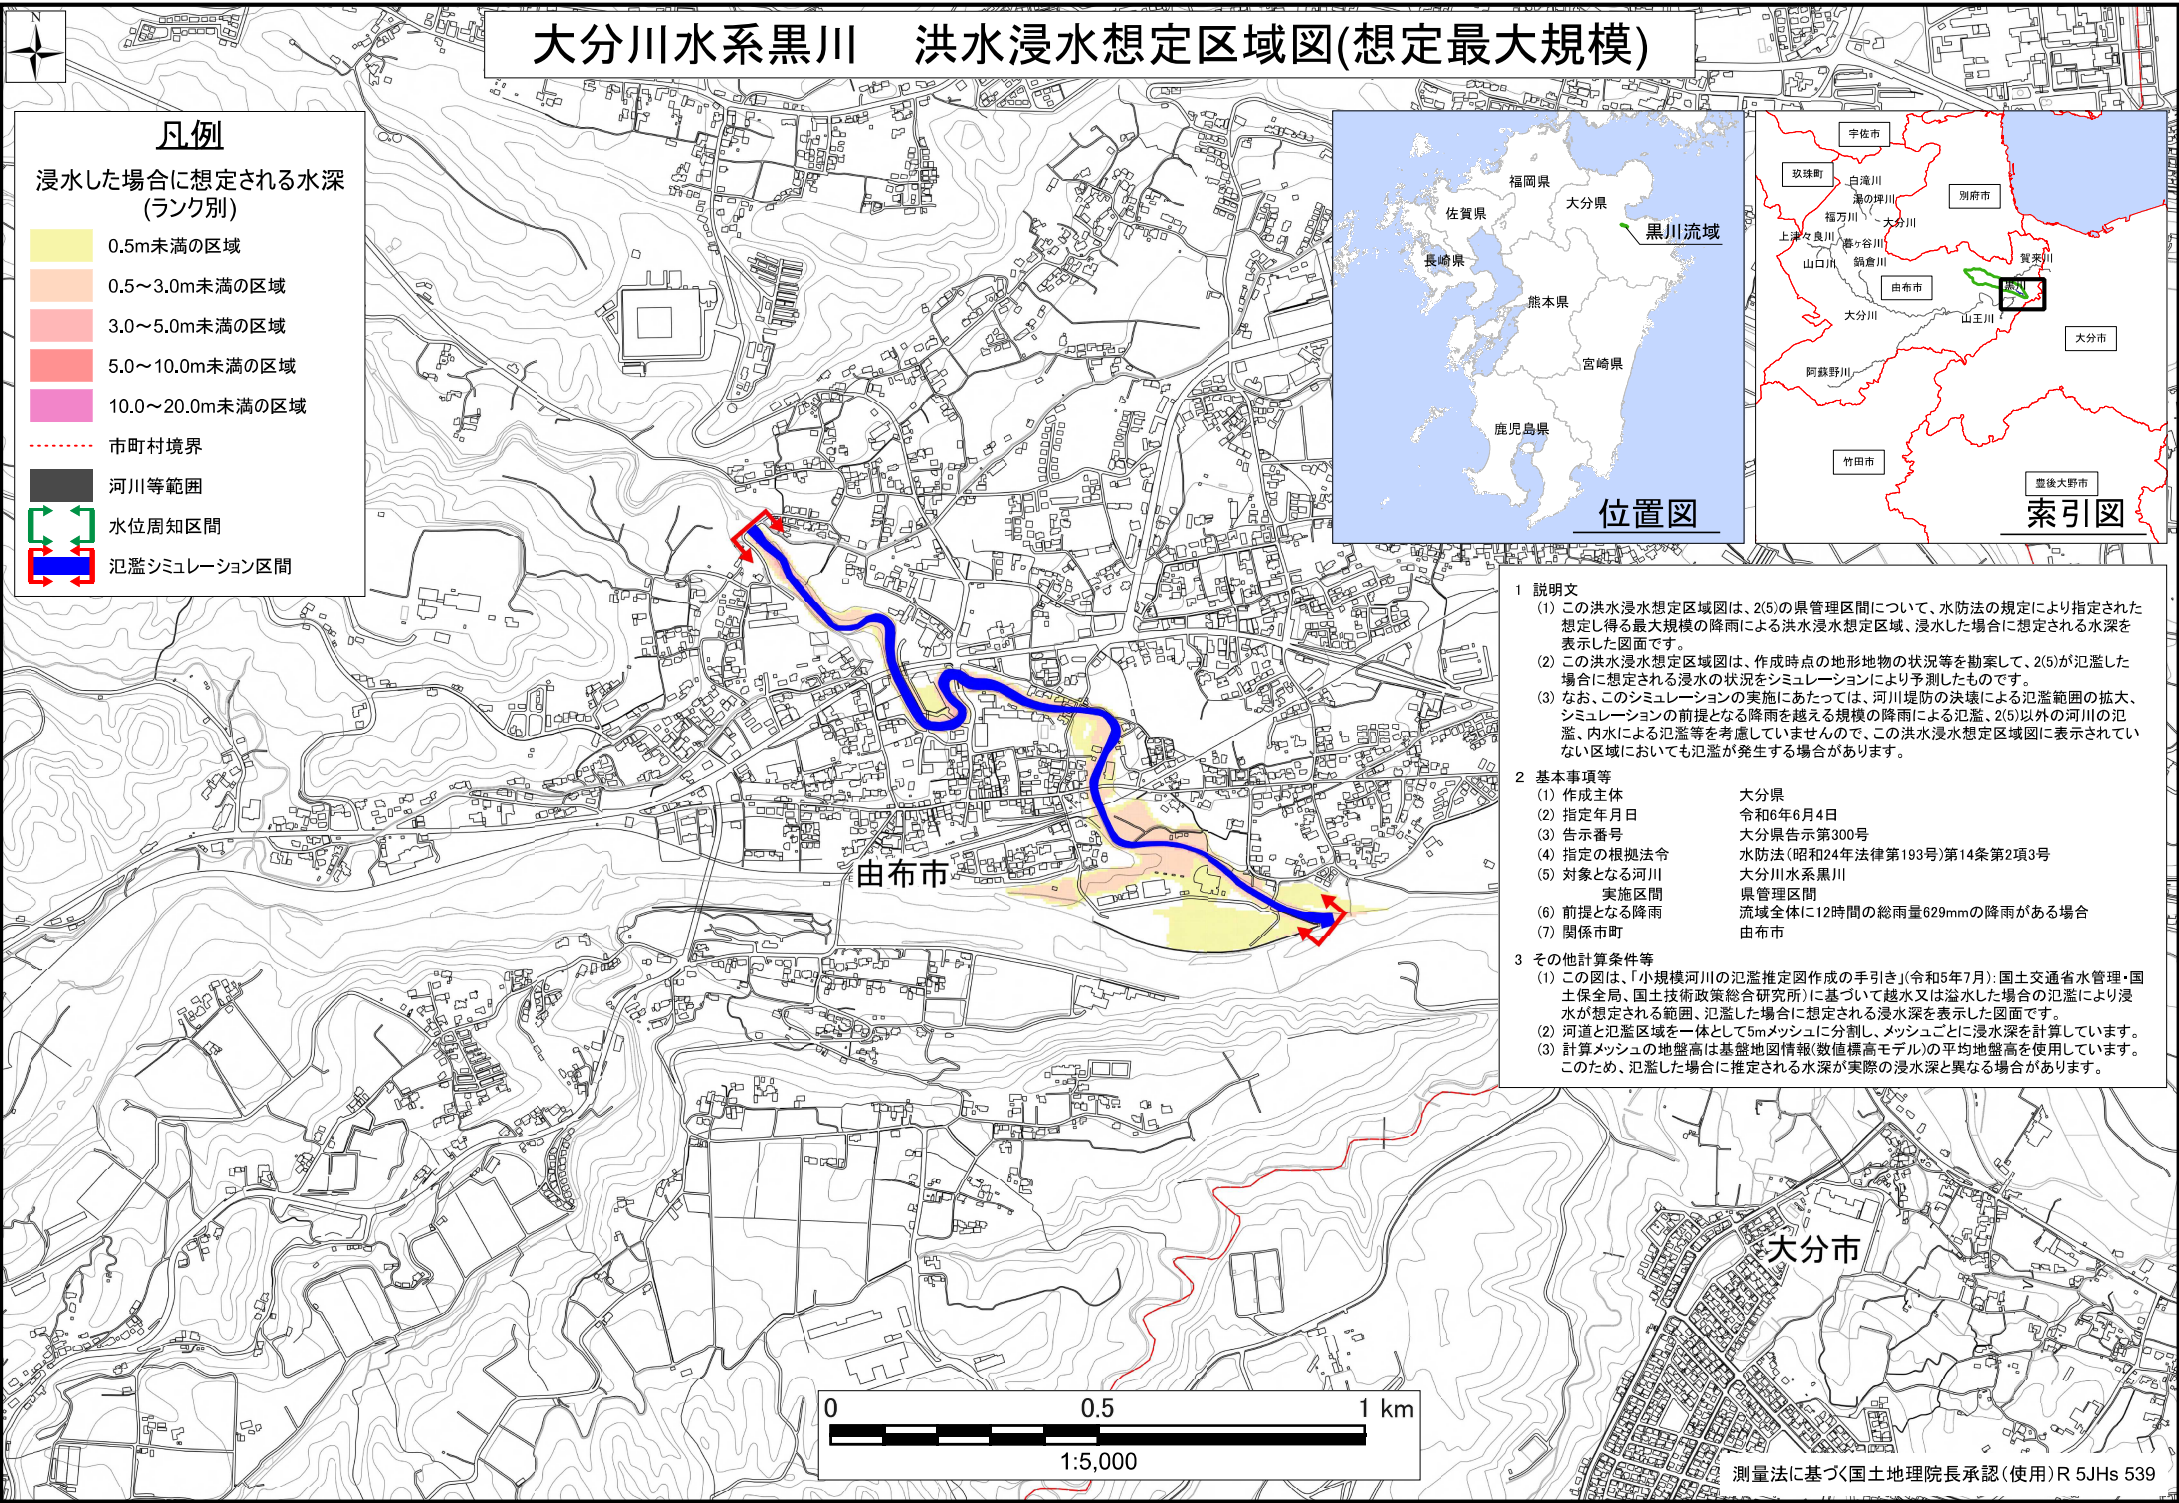 大分川水系黒川　洪水浸水想定区域図(想定最大規模)
N
凡例
浸水した場合に想定される水深
(ランク別)
0.5m未満の区域
0.5～3.0m未満の区域
3.0～5.0m未満の区域
5.0～10.0m未満の区域
10.0～20.0m未満の区域
市町村境界
河川等範囲
水位周知区間
氾濫シミュレーション区間
福岡県
大分県
佐賀県
黒川流域
長崎県
熊本県
宮崎県
鹿児島県
位置図
宇佐市
玖珠町
白滝川
湯の坪川
別府市
福万川
大分川
上津々良川
暮ヶ谷川
山口川
鍋倉川
賀来川
由布市
黒川
大分川
山王川
大分市
阿蘇野川
竹田市
豊後大野市
索引図
1 説明文
(1) この洪水浸水想定区域図は、2(5)の県管理区間について、水防法の規定により指定された
想定し得る最大規模の降雨による洪水浸水想定区域、浸水した場合に想定される水深を
表示した図面です。
(2) この洪水浸水想定区域図は、作成時点の地形地物の状況等を勘案して、2(5)が氾濫した
場合に想定される浸水の状況をシミュレーションにより予測したものです。
(3) なお、このシミュレーションの実施にあたっては、河川堤防の決壊による氾濫範囲の拡大、
シミュレーションの前提となる降雨を越える規模の降雨による氾濫、2(5)以外の河川の氾
濫、内水による氾濫等を考慮していませんので、この洪水浸水想定区域図に表示されてい
ない区域においても氾濫が発生する場合があります。
2 基本事項等
(1) 作成主体　大分県
(2) 指定年月日　令和6年6月4日
(3) 告示番号　大分県告示第300号
(4) 指定の根拠法令　水防法(昭和24年法律第193号)第14条第2項3号
(5) 対象となる河川　大分川水系黒川
実施区間　県管理区間
(6) 前提となる降雨　流域全体に12時間の総雨量629mmの降雨がある場合
(7) 関係市町　由布市
3 その他計算条件等
(1) この図は、「小規模河川の氾濫推定図作成の手引き」(令和5年7月):国土交通省水管理・国
土保全局、国土技術政策総合研究所)に基づいて越水又は溢水した場合の氾濫により浸
水が想定される範囲、氾濫した場合に想定される浸水深を表示した図面です。
(2) 河道と氾濫区域を一体として5mメッシュに分割し、メッシュごとに浸水深を計算しています。
(3) 計算メッシュの地盤高は基盤地図情報(数値標高モデル)の平均地盤高を使用しています。
このため、氾濫した場合に推定される水深が実際の浸水深と異なる場合があります。
由布市
大分市
0　0.5　1 km
1:5,000
測量法に基づく国土地理院長承認(使用)R 5JHs 539